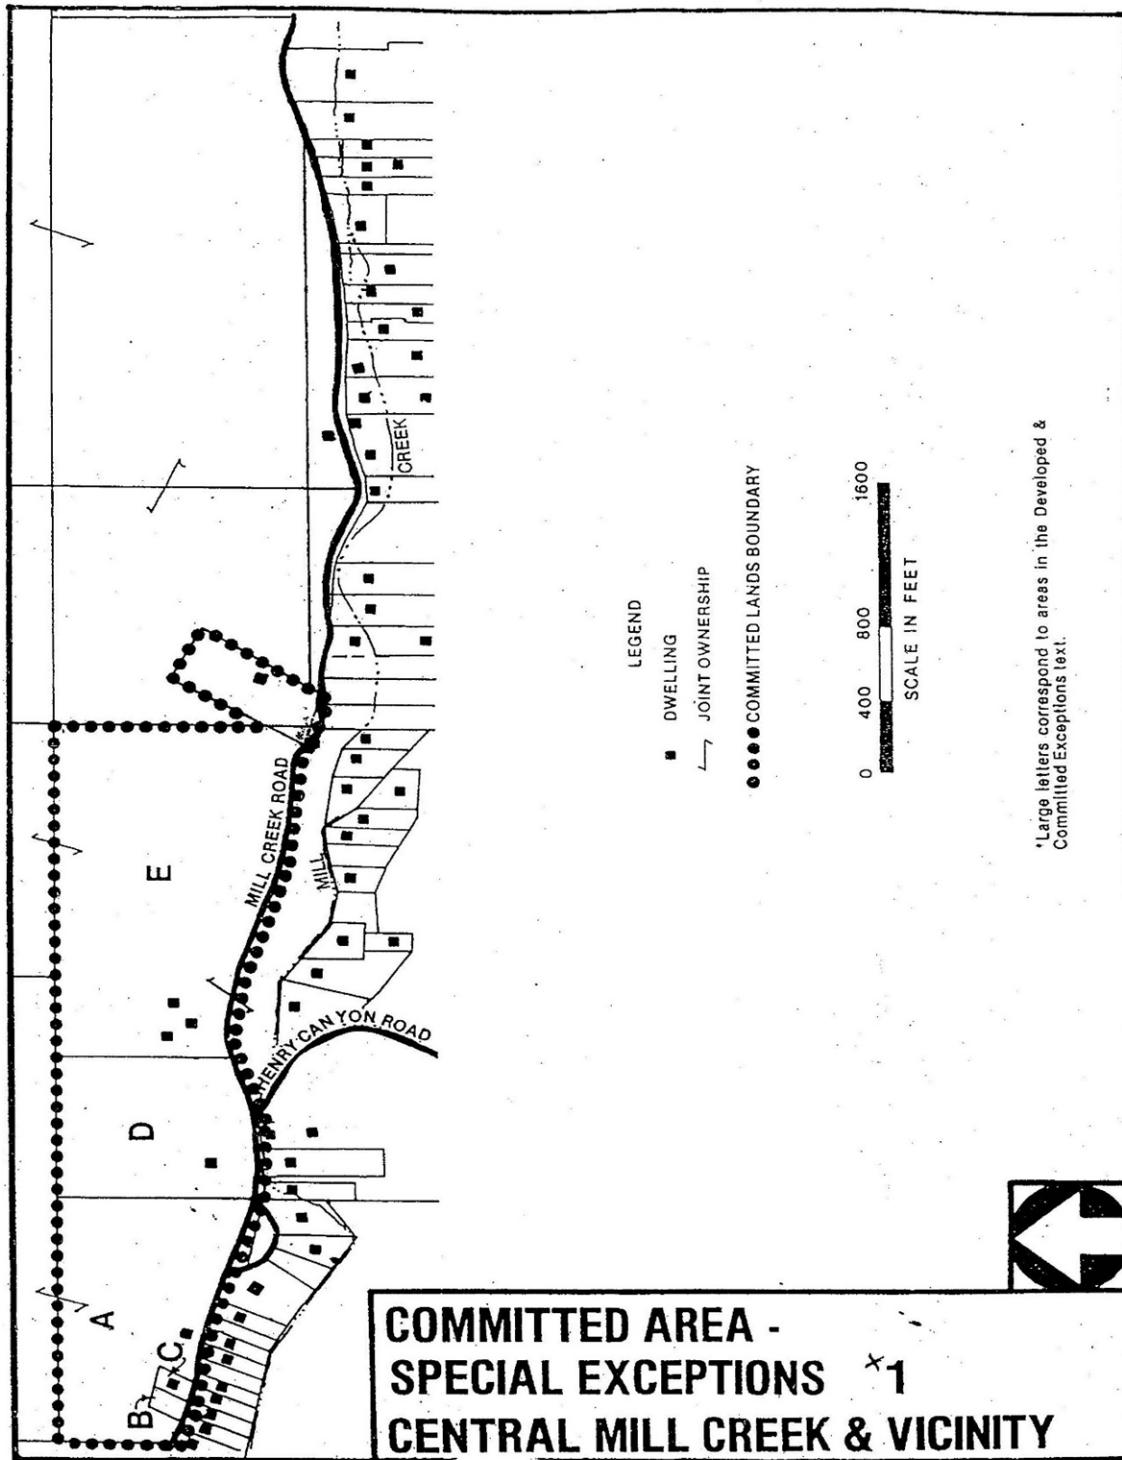 CREEK
MILL CREEK ROAD
MILL
E
HENRY CANYON ROAD
D
A
C
B
LEGEND
DWELLING
JOINT OWNERSHIP
COMMITTED LANDS BOUNDARY
0 400 800 1600
SCALE IN FEET
*Large letters correspond to areas in the Developed &
Committed Exceptions text.
COMMITTED AREA -
SPECIAL EXCEPTIONS x1
CENTRAL MILL CREEK & VICINITY